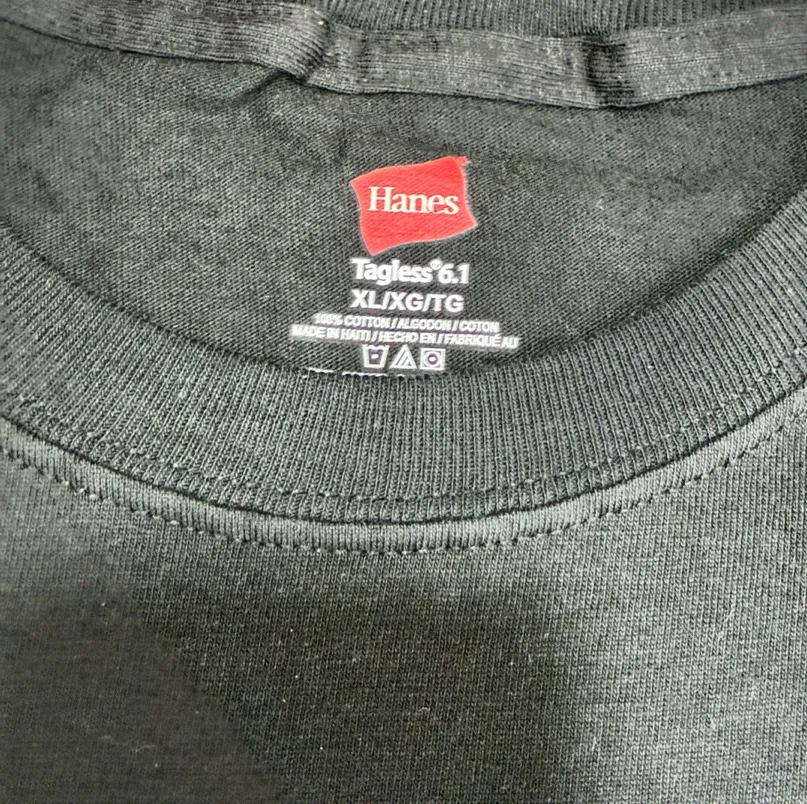 Hanes
Tagless®6.1
XL/XG/TG
100% COTTON / ALGODON / COTON
MADE IN HAITI / HECHO EN / FABRIQUÉ AU